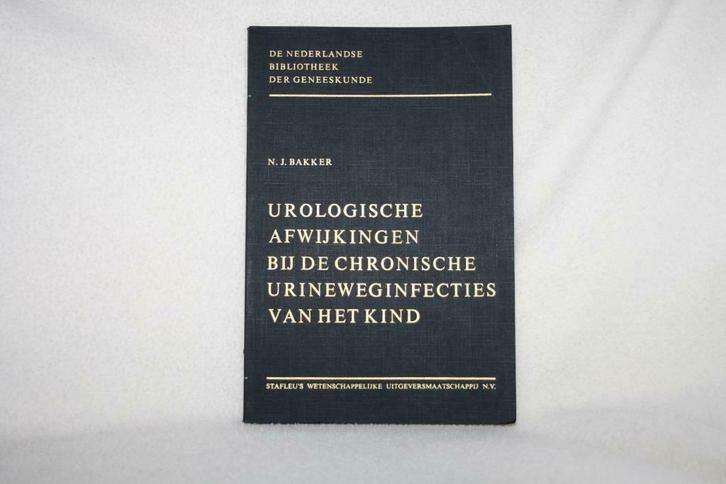 DE NEDERLANDSE
BIBLIOTHEEK
DER GENEESKUNDE
N. J. BAKKER
UROLOGISCHE
AFWIJKINGEN
BIJ DE CHRONISCHE
URINEWEGINFECTIES
VAN HET KIND
STAFLEU'S WETENSCHAPPELIJKE UITGEVERSMAATSCHAPPIJ N.V.